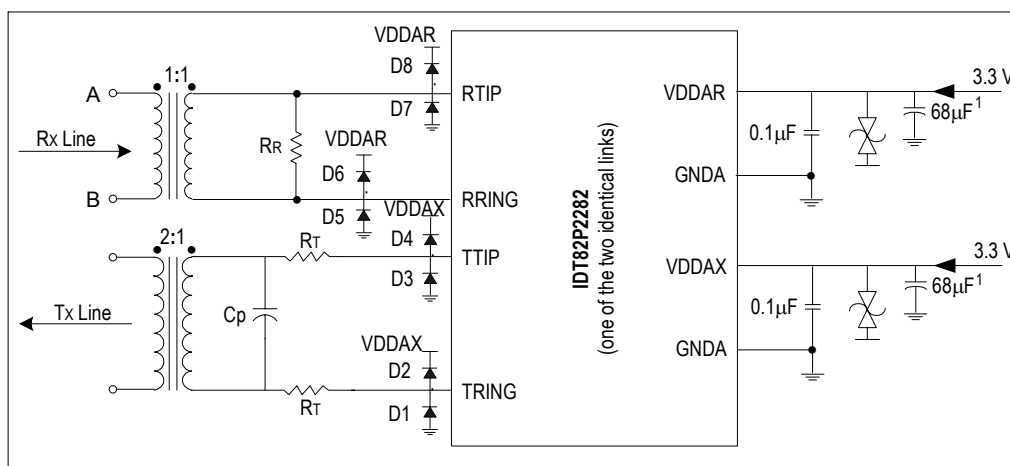 VDDAR
D8
1:1
A
RTIP
VDDAR
3.3 V
D7
68µF1
VDDAR
0.1µF
Rx Line
RR
D6
GNDA
B
RRING
D5
VDDAX
2:1
RT
D4
TTIP
VDDAX
3.3 V
D3
68µF1
0.1µF
Tx Line
Cp
VDDAX
GNDA
D2
TRING
RT
D1
IDT82P2282
(one of the two identical links)